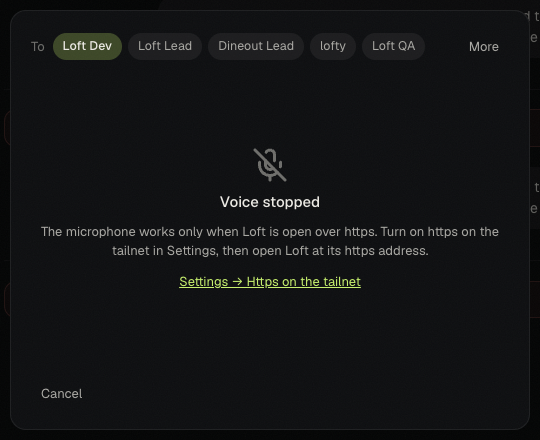 To Loft Dev Loft Lead Dineout Lead lofty Loft QA More
Voice stopped
The microphone works only when Loft is open over https. Turn on https on the
tailnet in Settings, then open Loft at its https address.
Settings → Https on the tailnet
Cancel